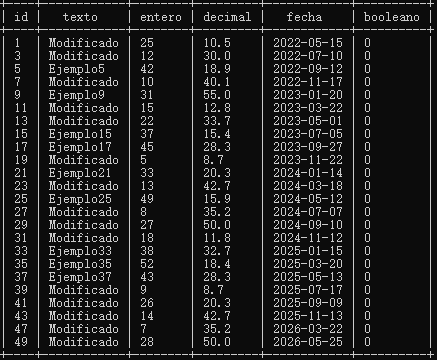 id | texto | entero | decimal | fecha | booleano
1 | Modificado | 25 | 10.5 | 2022-05-15 | 0
3 | Modificado | 12 | 30.0 | 2022-07-10 | 0
5 | Ejemplo5 | 42 | 18.9 | 2022-09-12 | 0
7 | Modificado | 10 | 40.1 | 2022-11-17 | 0
9 | Ejemplo9 | 31 | 55.0 | 2023-01-20 | 0
11 | Modificado | 15 | 12.8 | 2023-03-22 | 0
13 | Modificado | 22 | 33.7 | 2023-05-01 | 0
15 | Ejemplo15 | 37 | 15.4 | 2023-07-05 | 0
17 | Ejemplo17 | 45 | 28.3 | 2023-09-27 | 0
19 | Modificado | 5 | 8.7 | 2023-11-22 | 0
21 | Ejemplo21 | 33 | 20.3 | 2024-01-14 | 0
23 | Modificado | 13 | 42.7 | 2024-03-18 | 0
25 | Ejemplo25 | 49 | 15.9 | 2024-05-12 | 0
27 | Modificado | 8 | 35.2 | 2024-07-07 | 0
29 | Modificado | 27 | 50.0 | 2024-09-10 | 0
31 | Modificado | 18 | 11.8 | 2024-11-12 | 0
33 | Ejemplo33 | 38 | 32.7 | 2025-01-15 | 0
35 | Ejemplo35 | 52 | 18.4 | 2025-03-20 | 0
37 | Ejemplo37 | 43 | 28.3 | 2025-05-13 | 0
39 | Modificado | 9 | 8.7 | 2025-07-17 | 0
41 | Modificado | 26 | 20.3 | 2025-09-09 | 0
43 | Modificado | 14 | 42.7 | 2025-11-13 | 0
47 | Modificado | 7 | 35.2 | 2026-03-22 | 0
49 | Modificado | 28 | 50.0 | 2026-05-25 | 0